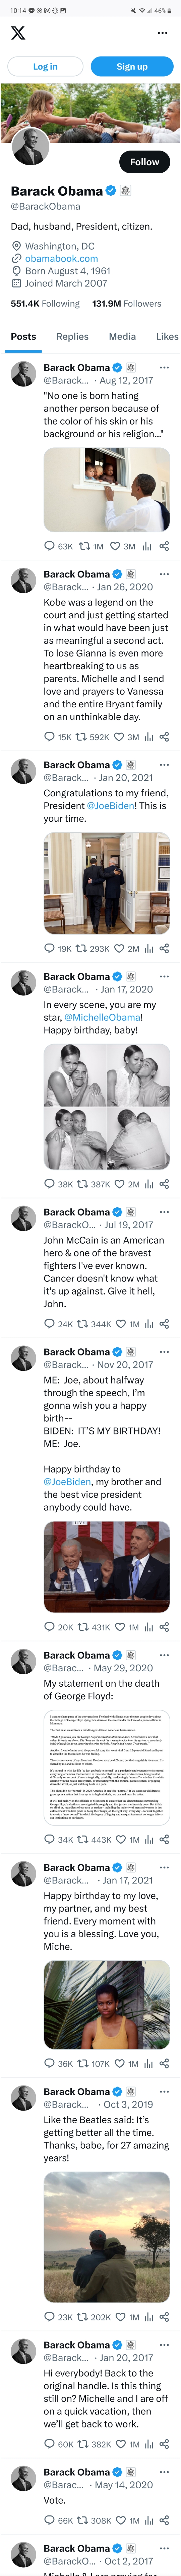 10:14
46%
Log in
Sign up
Follow
Barack Obama
@BarackObama
Dad, husband, President, citizen.
Washington, DC
obamabook.com
Born August 4, 1961
Joined March 2007
551.4K Following 131.9M Followers
Posts Replies Media Likes
Barack Obama
@Barack... · Aug 12, 2017
"No one is born hating
another person because of
the color of his skin or his
background or his religion..."
63K 1M 3M
Barack Obama
@Barack... · Jan 26, 2020
Kobe was a legend on the
court and just getting started
in what would have been just
as meaningful a second act.
To lose Gianna is even more
heartbreaking to us as
parents. Michelle and I send
love and prayers to Vanessa
and the entire Bryant family
on an unthinkable day.
15K 592K 3M
Barack Obama
@Barack... · Jan 20, 2021
Congratulations to my friend,
President @JoeBiden! This is
your time.
19K 293K 2M
Barack Obama
@Barack... · Jan 17, 2020
In every scene, you are my
star, @MichelleObama!
Happy birthday, baby!
38K 387K 2M
Barack Obama
@BarackO... · Jul 19, 2017
John McCain is an American
hero & one of the bravest
fighters I've ever known.
Cancer doesn't know what
it's up against. Give it hell,
John.
24K 344K 1M
Barack Obama
@Barack... · Nov 20, 2017
ME: Joe, about halfway
through the speech, I'm
gonna wish you a happy
birth--
BIDEN: IT'S MY BIRTHDAY!
ME: Joe.
Happy birthday to
@JoeBiden, my brother and
the best vice president
anybody could have.
20K 431K 1M
Barack Obama
@Barac... · May 29, 2020
My statement on the death
of George Floyd:
34K 443K 1M
Barack Obama
@Barack... · Jan 17, 2021
Happy birthday to my love,
my partner, and my best
friend. Every moment with
you is a blessing. Love you,
Miche.
36K 107K 1M
Barack Obama
@Barack... · Oct 3, 2019
Like the Beatles said: It's
getting better all the time.
Thanks, babe, for 27 amazing
years!
23K 202K 1M
Barack Obama
@Barack... · Jan 20, 2017
Hi everybody! Back to the
original handle. Is this thing
still on? Michelle and I are off
on a quick vacation, then
we'll get back to work.
60K 382K 1M
Barack Obama
@Barac... · May 14, 2020
Vote.
66K 308K 1M
Barack Obama
@BarackO... · Oct 2, 2017